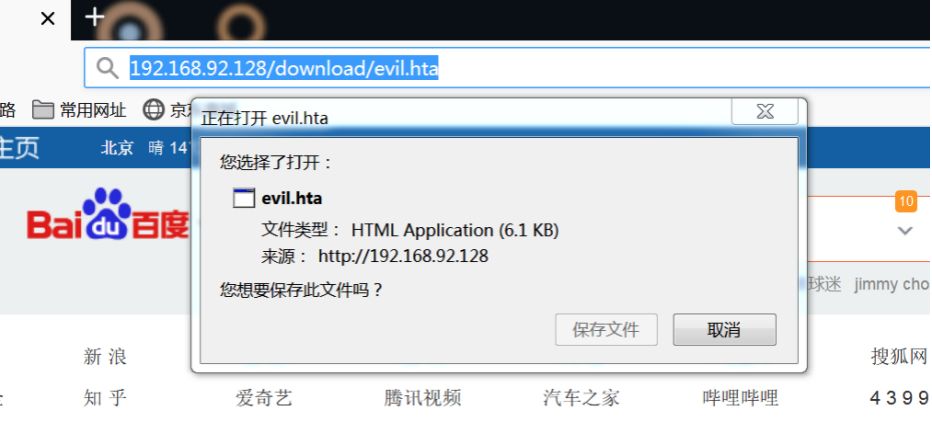 192.168.92.128/download/evil.hta
路 常用网址
正在打开 evil.hta
主页 北京 晴
您选择了打开：
evil.hta
文件类型： HTML Application (6.1 KB)
来源： http://192.168.92.128
您想要保存此文件吗？
保存文件 取消
Bai du 百度
10
球迷 jimmy cho
新 浪 搜狐网
知 乎 爱奇艺 腾讯视频 汽车之家 哔哩哔哩 4399